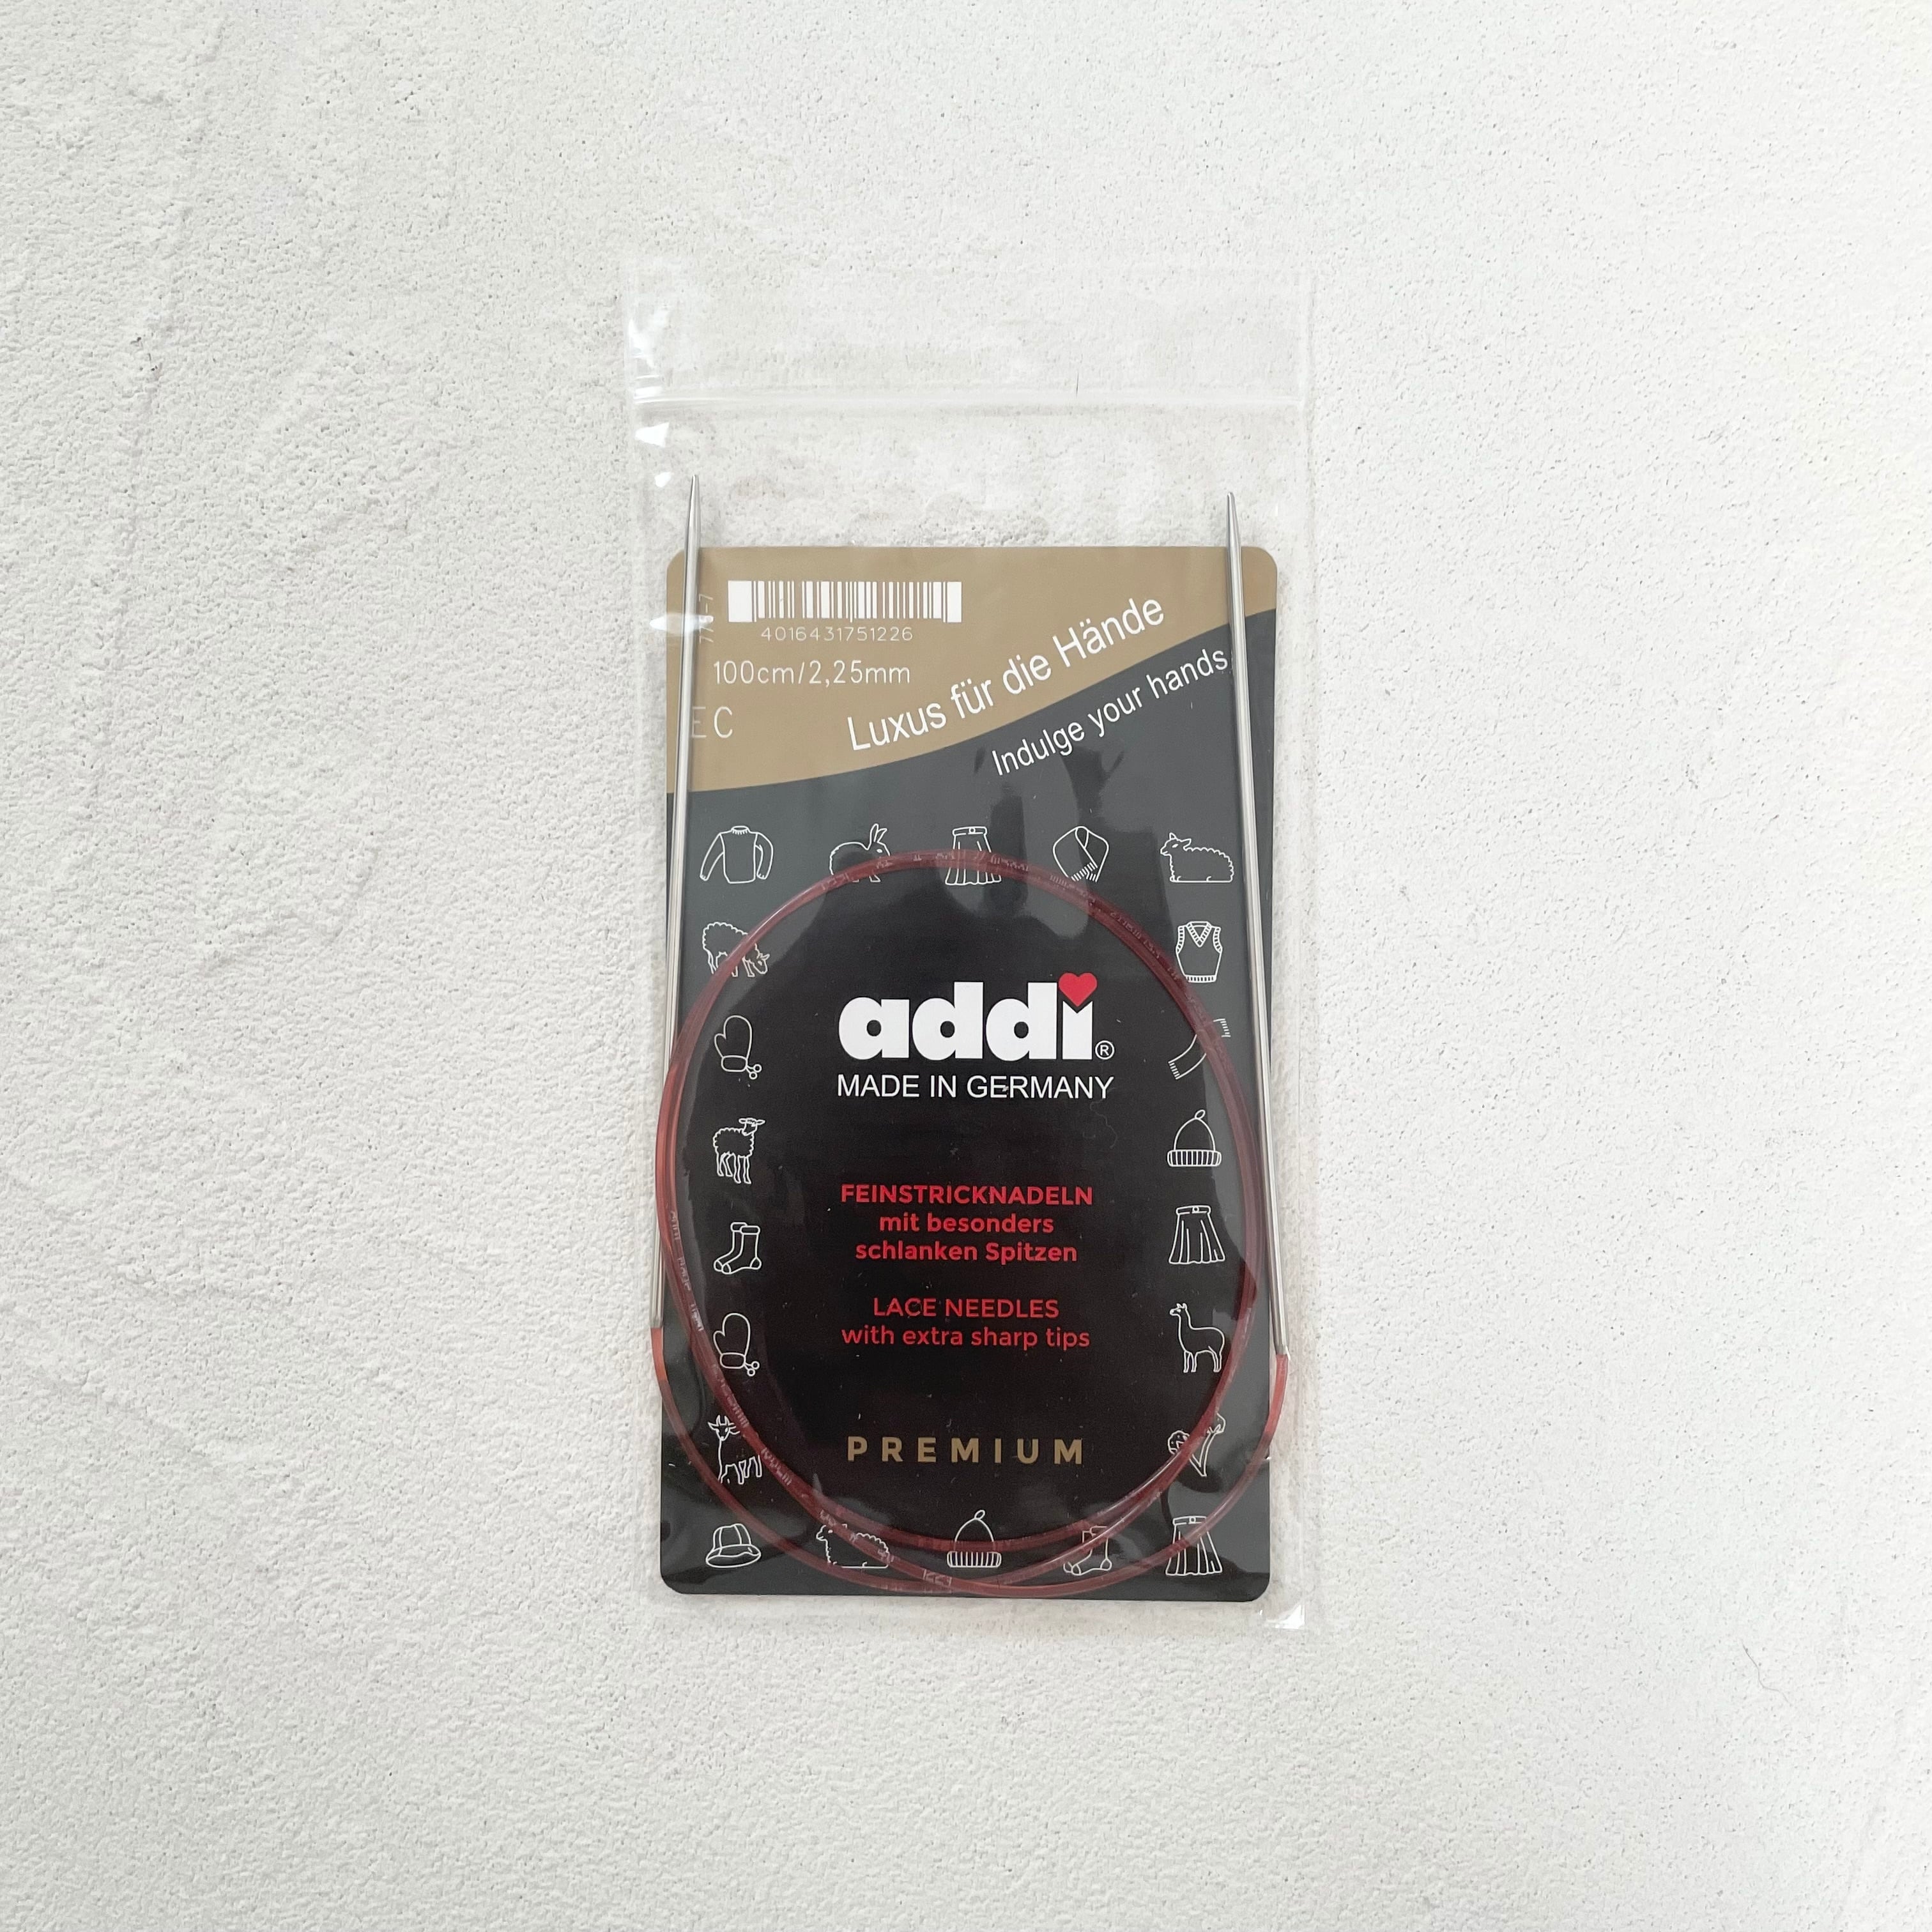 4016431751226
100cm/2,25mm
EC
Luxus für die Hände
Indulge your hands
addi®
MADE IN GERMANY
FEINSTRICKNADELN
mit besonders
schlanken Spitzen
LACE NEEDLES
with extra sharp tips
PREMIUM